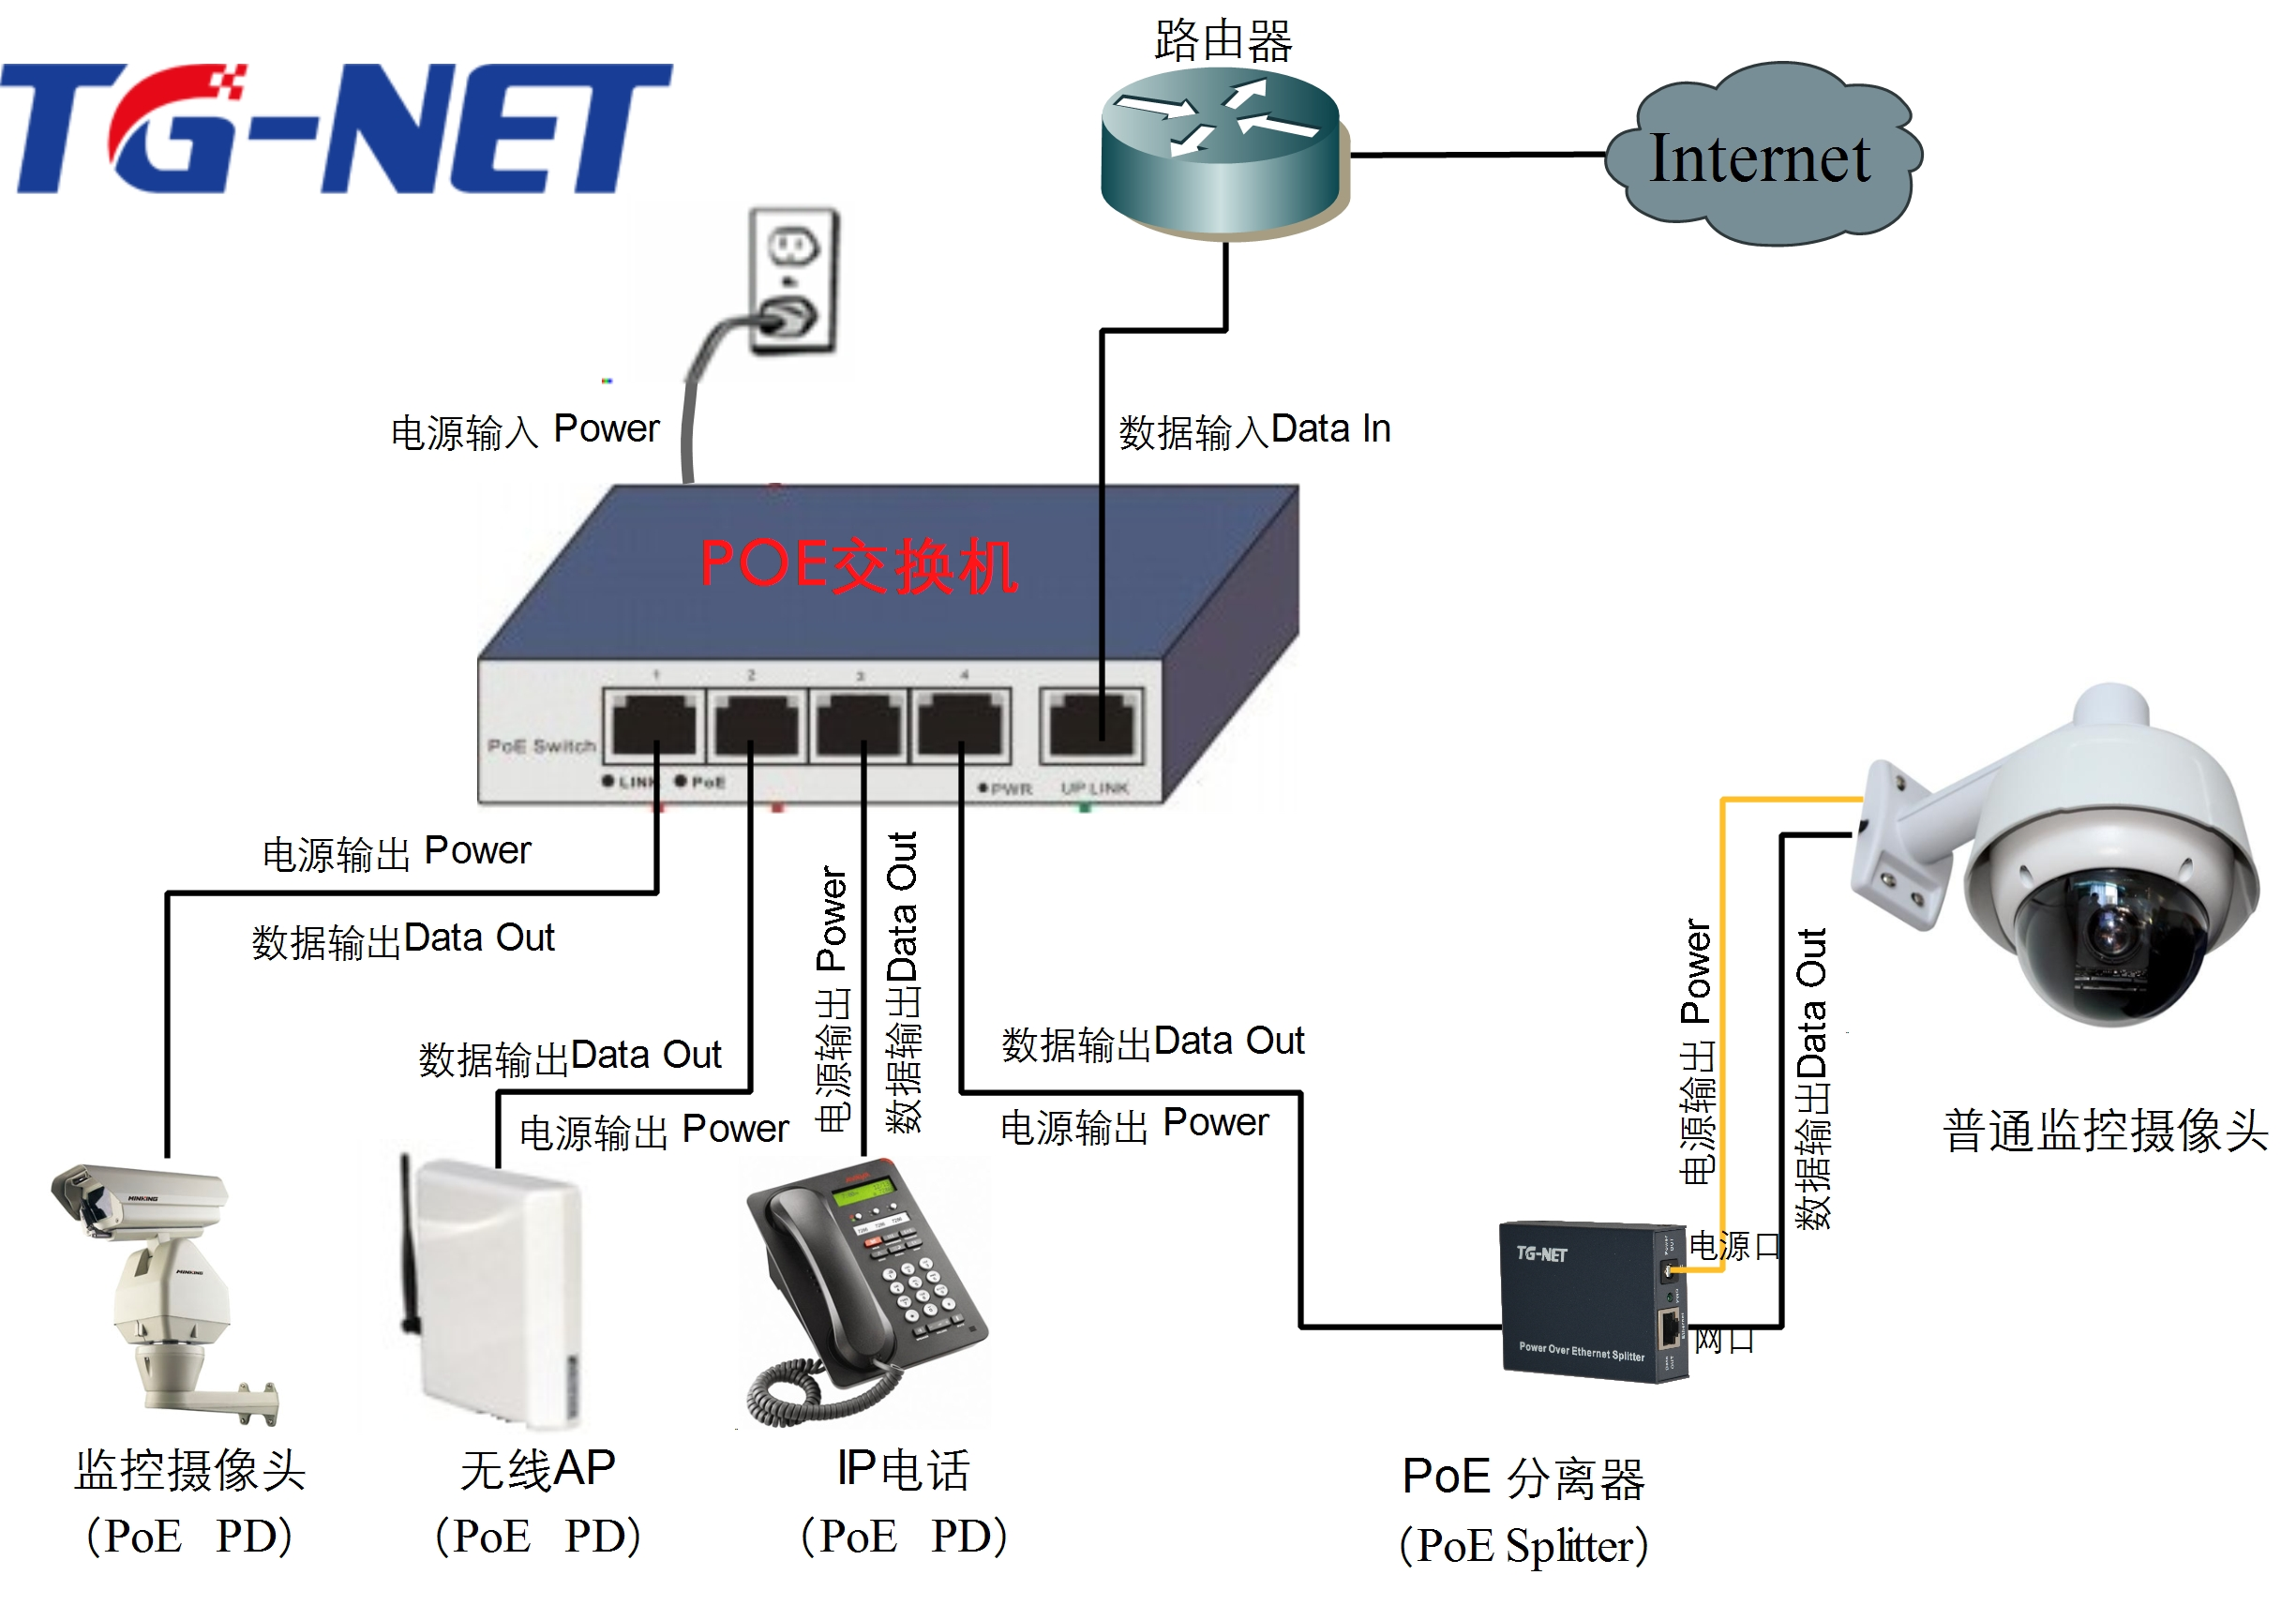 路由器
TG-NET
Internet
电源输入 Power
数据输入Data In
POE交换机
1 2 3 4
PoE Switch
LINK PoE
PWR UP LINK
电源输出 Power
数据输出Data Out
电源输出 Power
数据输出Data Out
数据输出Data Out
电源输出 Power
数据输出Data Out
电源输出 Power
电源输出 Power
数据输出Data Out
普通监控摄像头
MINKING
MINKING
TG-NET
Power Over Ethernet Splitter
电源口
网口
监控摄像头
（PoE PD）
无线AP
（PoE PD）
IP电话
（PoE PD）
PoE 分离器
（PoE Splitter）